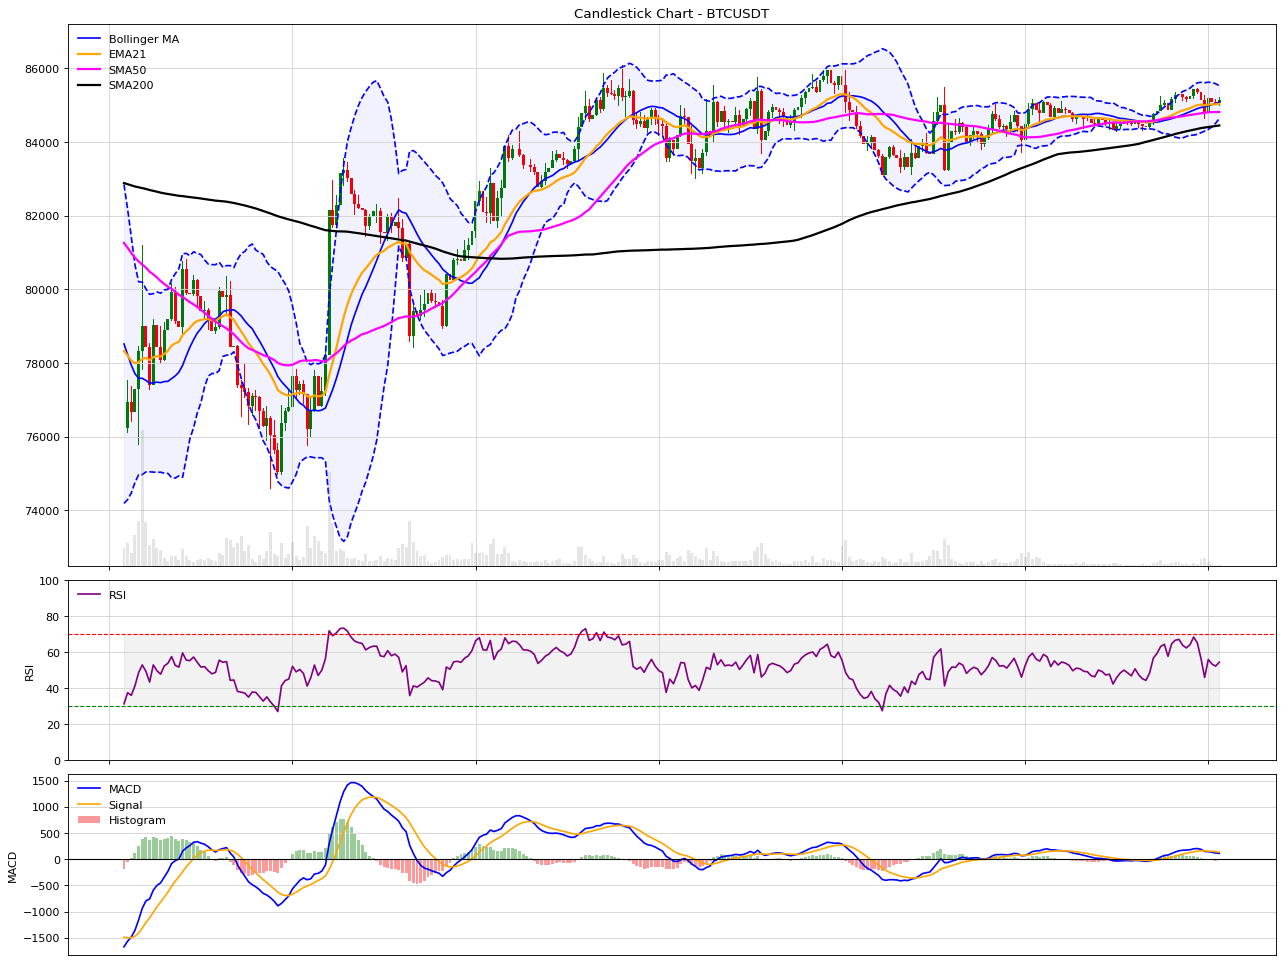 Candlestick Chart - BTCUSDT
Bollinger MA
EMA21
SMA50
SMA200
86000
84000
82000
80000
78000
76000
74000
100
80
60
40
20
0
RSI
RSI
1500
1000
500
0
−500
−1000
−1500
MACD
MACD
Signal
Histogram